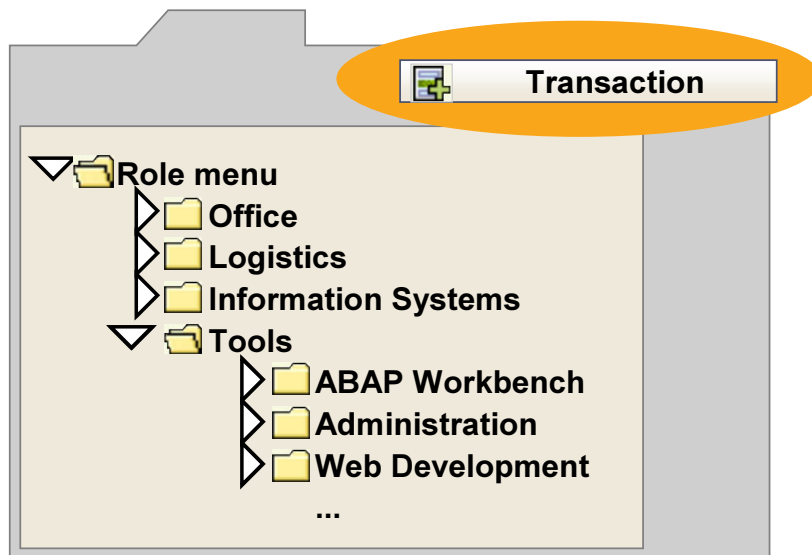 Transaction
Role menu
Office
Logistics
Information Systems
Tools
ABAP Workbench
Administration
Web Development
...